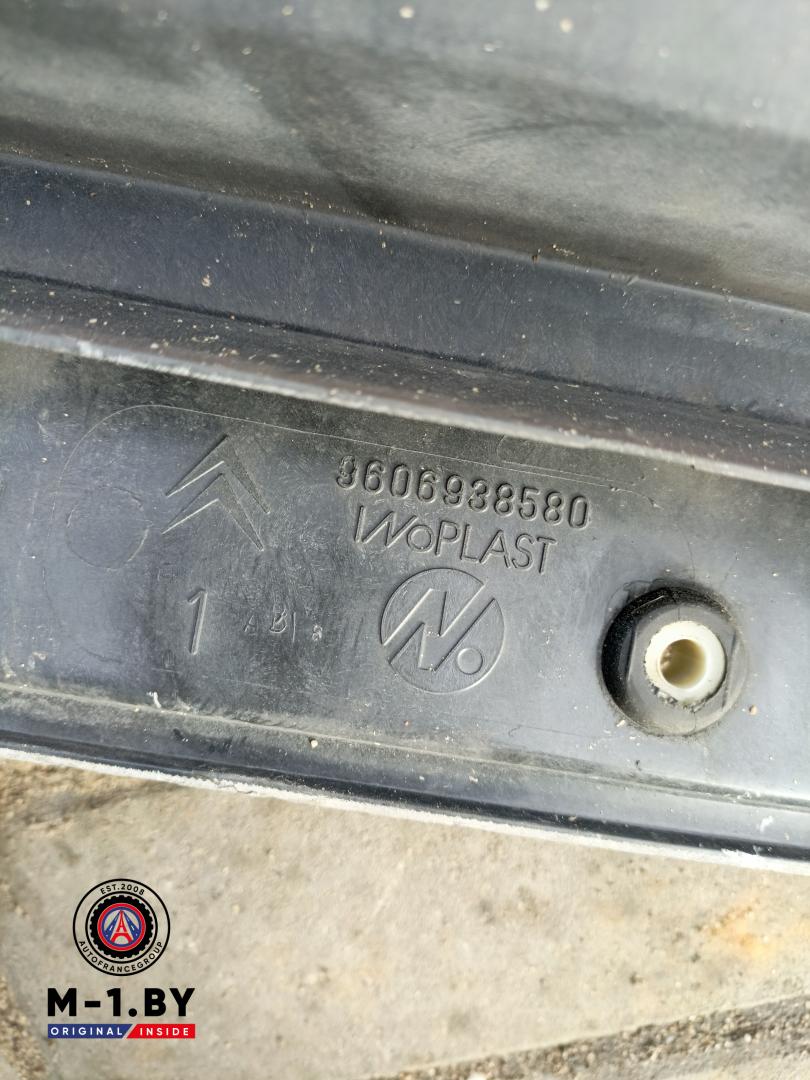 9606938580
WOPLAST
1
EST.2008
AUTOFRANCEGROUP
M-1.BY
ORIGINAL INSIDE